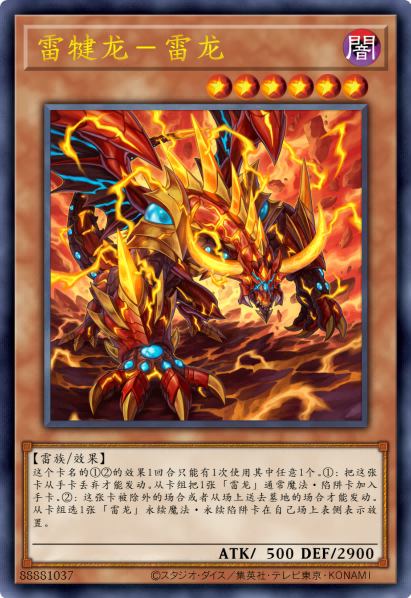 雷犍龙－雷龙
闇
【雷族/效果】
这个卡名的①②的效果1回合只能有1次使用其中任意1个。①：把这张
卡从手卡丢弃才能发动。从卡组把1张「雷龙」通常魔法·陷阱卡加入
手卡。②：这张卡被除外的场合或者从场上送去墓地的场合才能发动。
从卡组选1张「雷龙」永续魔法·永续陷阱卡在自己场上表侧表示放
置。
ATK/ 500 DEF/2900
88881037 ©スタジオ・ダイス／集英社・テレビ東京・KONAMI